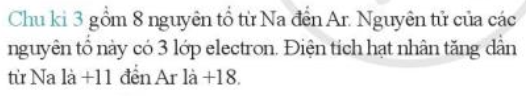 Chu kì 3 gồm 8 nguyên tố từ Na đến Ar. Nguyên tử của các
nguyên tố này có 3 lớp electron. Điện tích hạt nhân tăng dần
từ Na là +11 đến Ar là +18.